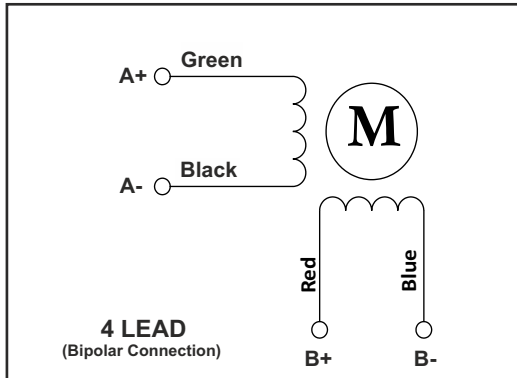 A+ Green
M
A- Black
Red
Blue
4 LEAD
(Bipolar Connection)
B+ B-